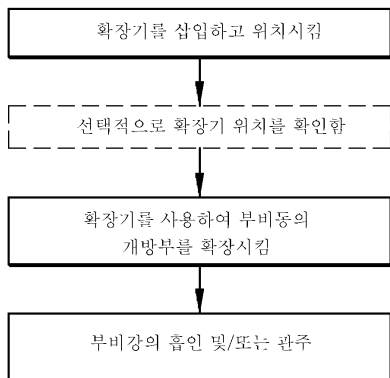 확장기를 삽입하고 위치시킴
선택적으로 확장기 위치를 확인함
확장기를 사용하여 부비동의
개방부를 확장시킴
부비강의 흡인 및/또는 관주